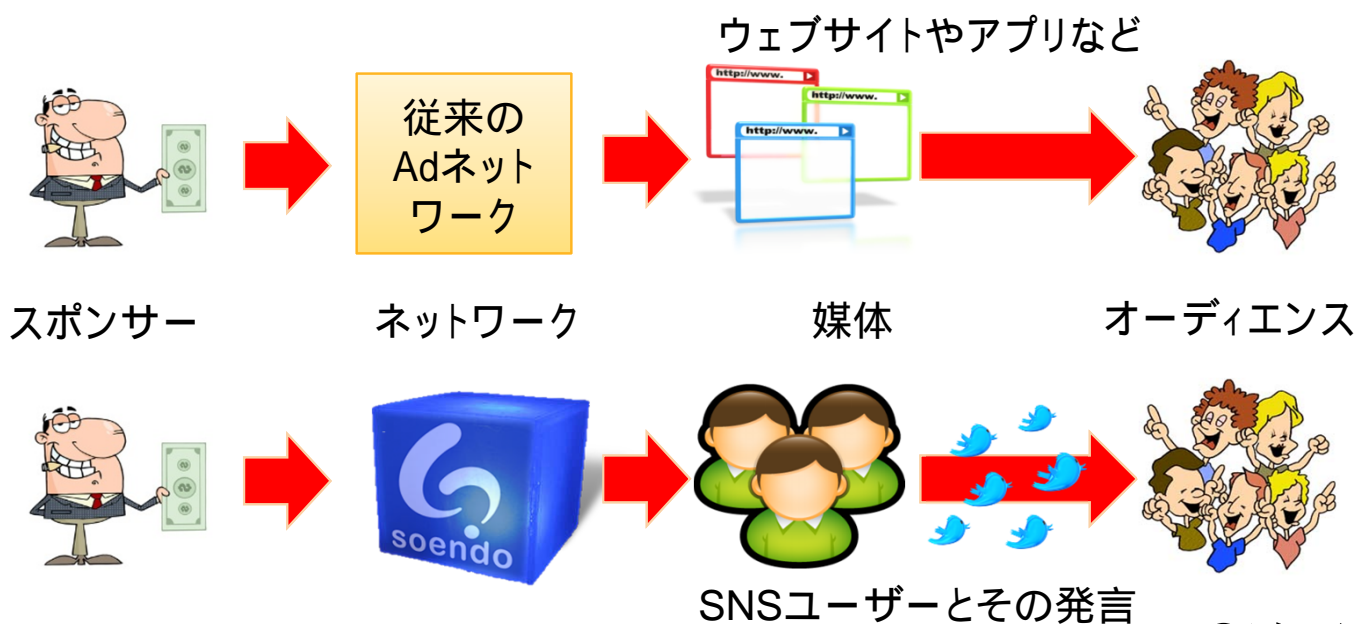 ウェブサイトやアプリなど
http://www.
http://www.
http://www.
従来の
Adネット
ワーク
スポンサー
ネットワーク
媒体
オーディエンス
soendo
SNSユーザーとその発言